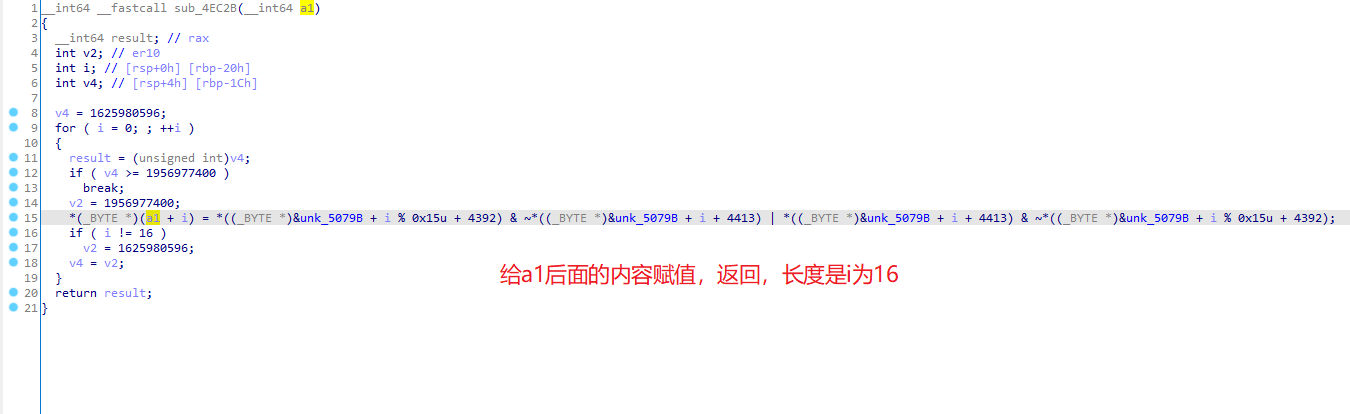 1 __int64 __fastcall sub_4EC2B(__int64 a1)
2 {
3 __int64 result; // rax
4 int v2; // er10
5 int i; // [rsp+0h] [rbp-20h]
6 int v4; // [rsp+4h] [rbp-1Ch]
7
8 v4 = 1625980596;
9 for ( i = 0; ; ++i )
10 {
11 result = (unsigned int)v4;
12 if ( v4 >= 1956977400 )
13 break;
14 v2 = 1956977400;
15 *(_BYTE *)(a1 + i) = *((_BYTE *)&unk_5079B + i % 0x15u + 4392) & ~*((_BYTE *)&unk_5079B + i + 4413) | *((_BYTE *)&unk_5079B + i + 4413) & ~*((_BYTE *)&unk_5079B + i % 0x15u + 4392);
16 if ( i != 16 )
17 v2 = 1625980596;
18 v4 = v2;
19 }
20 return result;
21 }
给a1后面的内容赋值，返回，长度是i为16